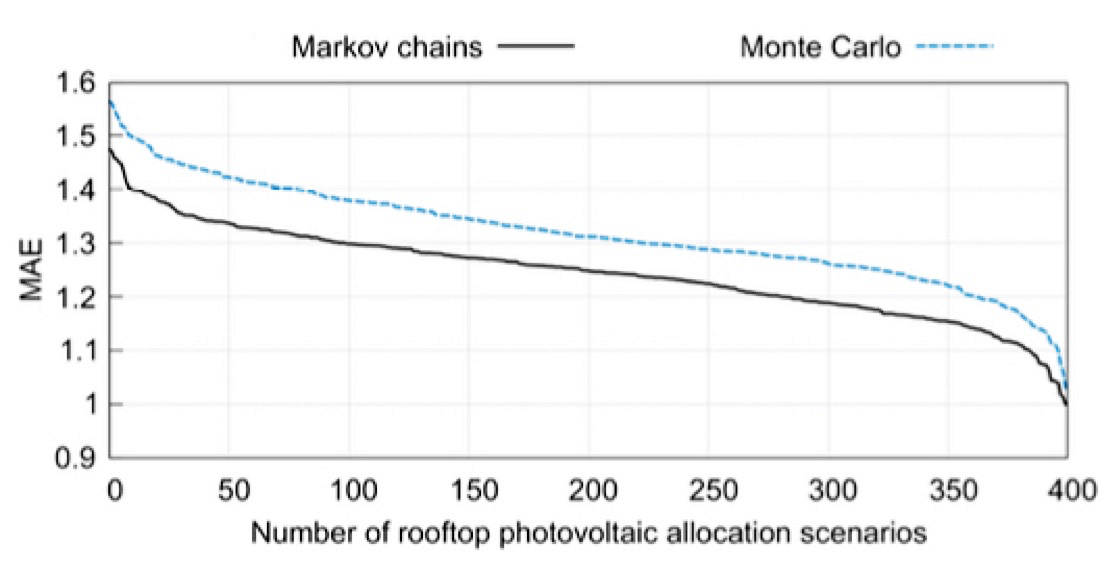 Markov chains
Monte Carlo
1.6
1.5
1.4
1.3
1.2
1.1
1
0.9
MAE
0 50 100 150 200 250 300 350 400
Number of rooftop photovoltaic allocation scenarios